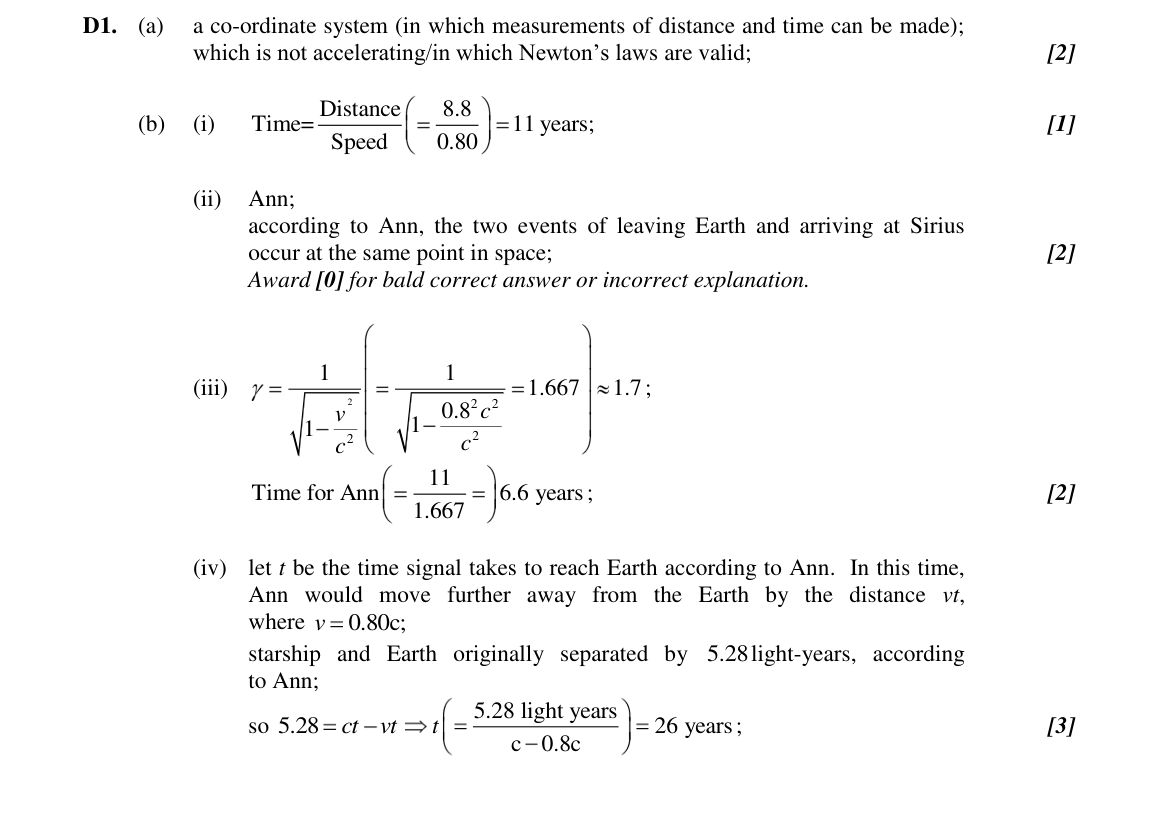 D1. (a) a co-ordinate system (in which measurements of distance and time can be made);
which is not accelerating/in which Newton’s laws are valid; [2]
(b) (i) Time=Distance/Speed (= 8.8/0.80) = 11 years; [1]
(ii) Ann;
according to Ann, the two events of leaving Earth and arriving at Sirius
occur at the same point in space; [2]
Award [0] for bald correct answer or incorrect explanation.
(iii) γ = 1/√(1 − v²/c²) (= 1/√(1 − 0.8²c²/c²) = 1.667) ≈ 1.7;
Time for Ann (= 11/1.667 =) 6.6 years; [2]
(iv) let t be the time signal takes to reach Earth according to Ann. In this time,
Ann would move further away from the Earth by the distance vt,
where v = 0.80c;
starship and Earth originally separated by 5.28 light-years, according
to Ann;
so 5.28 = ct − vt ⇒ t (= 5.28 light years/c − 0.8c) = 26 years; [3]